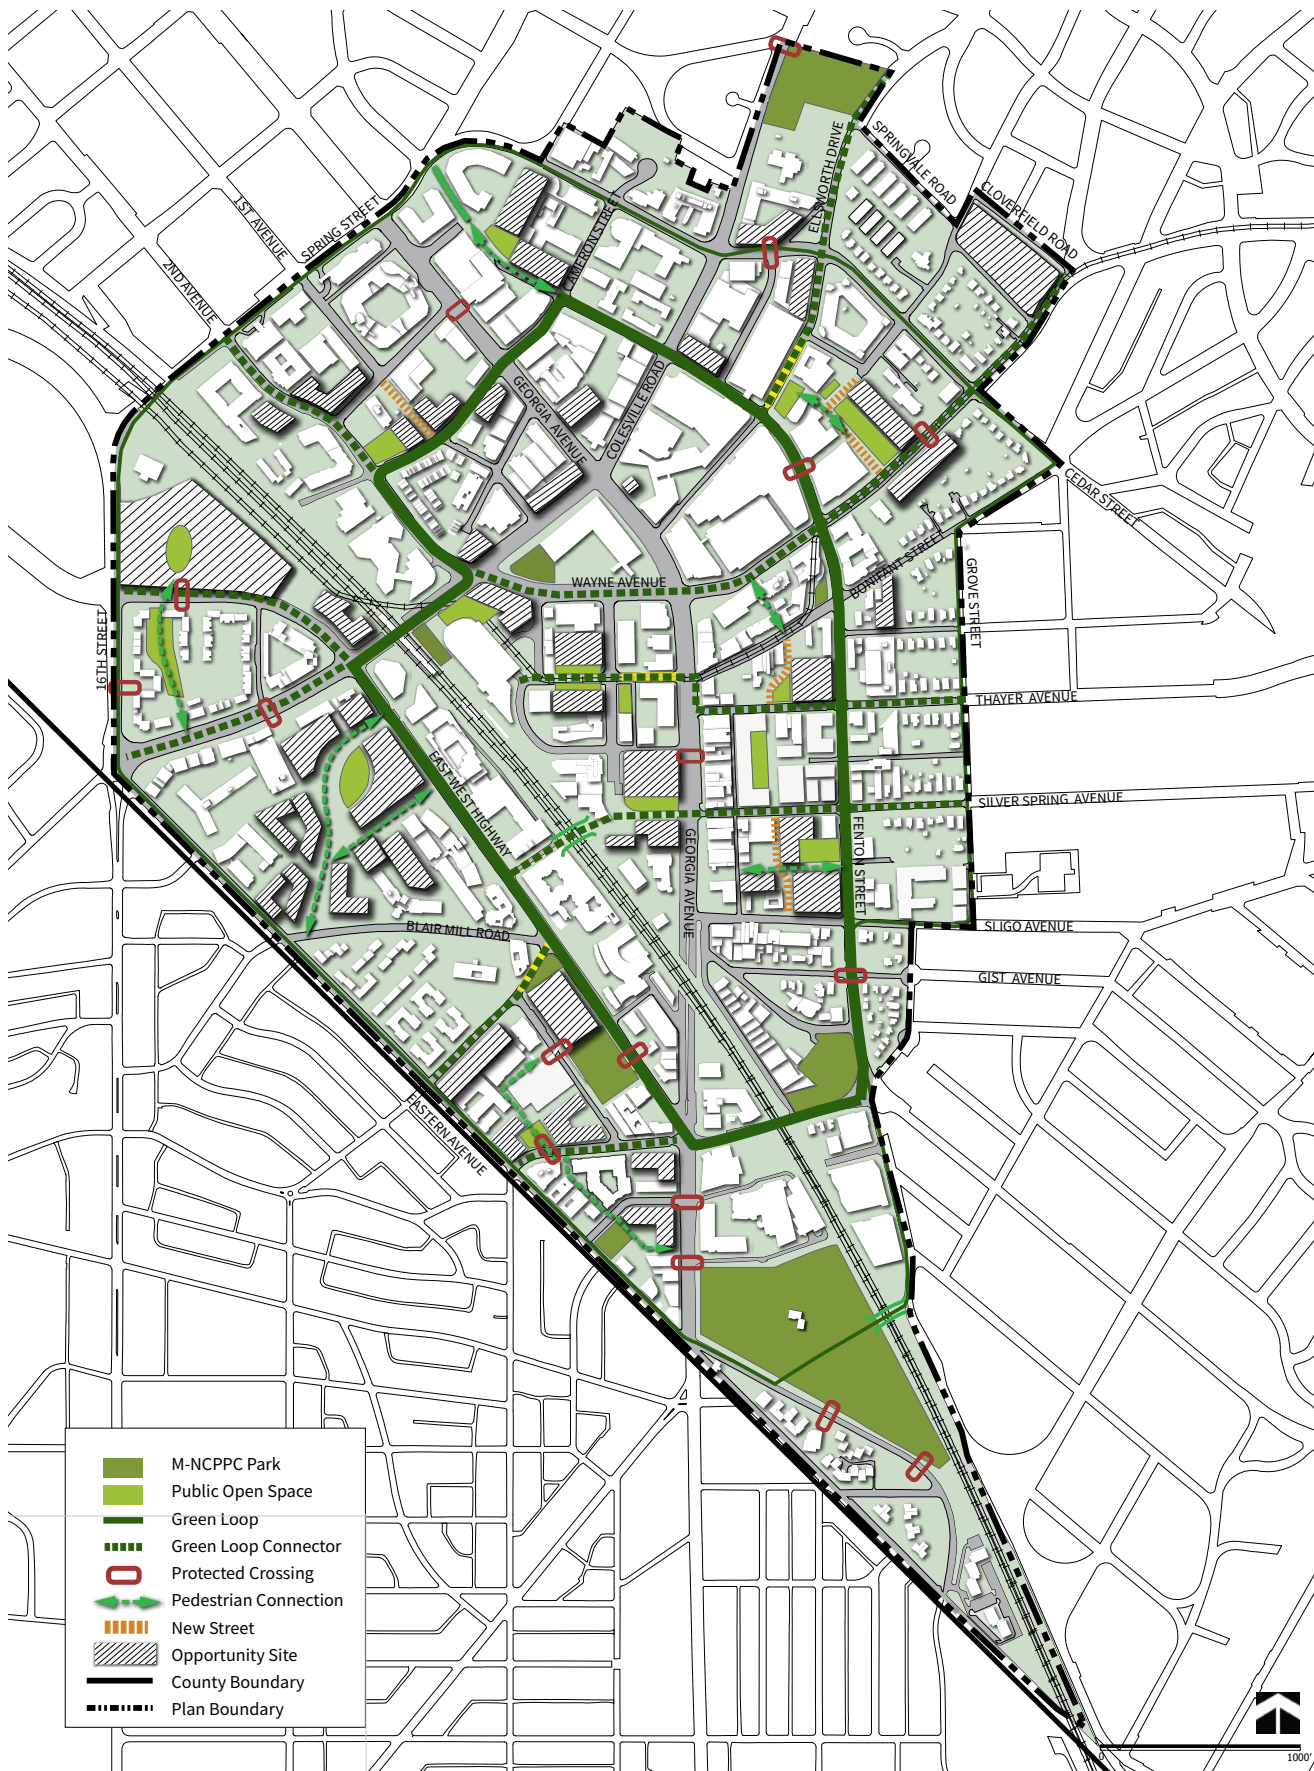 ELLSWORTH DRIVE
SPRINGVALE ROAD
CLOVERFIELD ROAD
1ST AVENUE
SPRING STREET
CAMERON STREET
2ND AVENUE
GEORGIA AVENUE
COLESVILLE ROAD
CEDAR STREET
BONIFANT STREET
WAYNE AVENUE
GROVE STREET
16TH STREET
THAYER AVENUE
EAST-WEST HIGHWAY
SILVER SPRING AVENUE
GEORGIA AVENUE
FENTON STREET
BLAIR MILL ROAD
SLIGO AVENUE
GIST AVENUE
EASTERN AVENUE
M-NCPPC Park
Public Open Space
Green Loop
Green Loop Connector
Protected Crossing
Pedestrian Connection
New Street
Opportunity Site
County Boundary
Plan Boundary
0 1000'